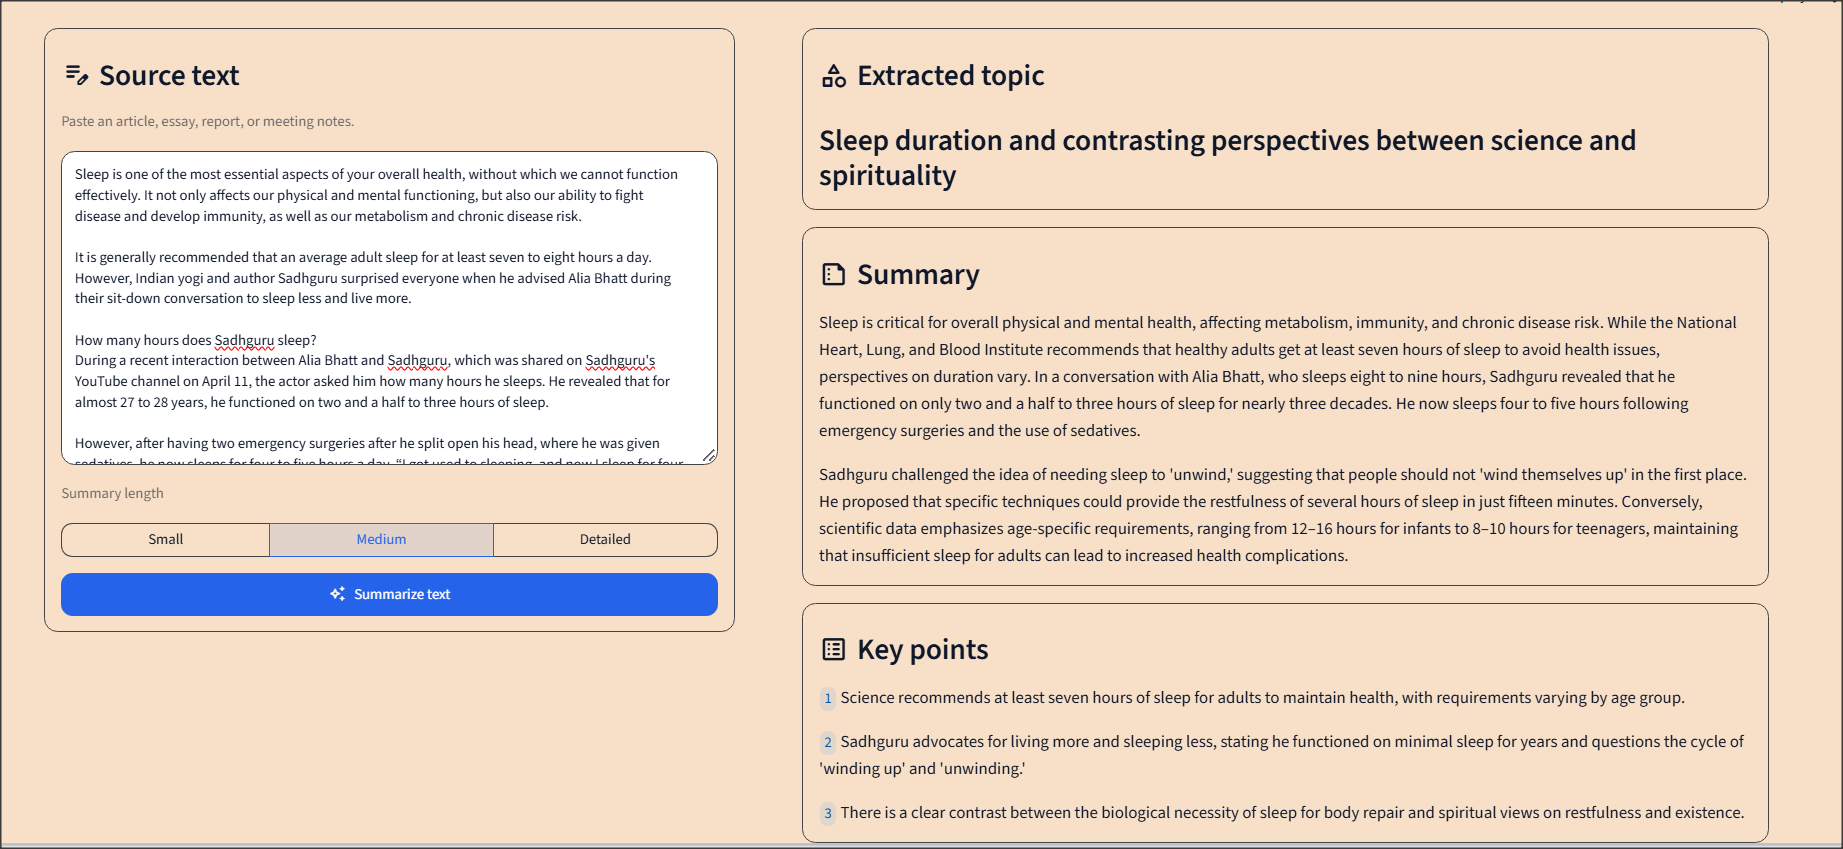 Source text
Paste an article, essay, report, or meeting notes.
Sleep is one of the most essential aspects of your overall health, without which we cannot function
effectively. It not only affects our physical and mental functioning, but also our ability to fight
disease and develop immunity, as well as our metabolism and chronic disease risk.
It is generally recommended that an average adult sleep for at least seven to eight hours a day.
However, Indian yogi and author Sadhguru surprised everyone when he advised Alia Bhatt during
their sit-down conversation to sleep less and live more.
How many hours does Sadhguru sleep?
During a recent interaction between Alia Bhatt and Sadhguru, which was shared on Sadhguru's
YouTube channel on April 11, the actor asked him how many hours he sleeps. He revealed that for
almost 27 to 28 years, he functioned on two and a half to three hours of sleep.
However, after having two emergency surgeries after he split open his head, where he was given
sedatives, he now sleeps for four to five hours a day. “I got used to sleeping, and now I sleep for four
Summary length
Small
Medium
Detailed
Summarize text
Extracted topic
Sleep duration and contrasting perspectives between science and
spirituality
Summary
Sleep is critical for overall physical and mental health, affecting metabolism, immunity, and chronic disease risk. While the National
Heart, Lung, and Blood Institute recommends that healthy adults get at least seven hours of sleep to avoid health issues,
perspectives on duration vary. In a conversation with Alia Bhatt, who sleeps eight to nine hours, Sadhguru revealed that he
functioned on only two and a half to three hours of sleep for nearly three decades. He now sleeps four to five hours following
emergency surgeries and the use of sedatives.
Sadhguru challenged the idea of needing sleep to 'unwind,' suggesting that people should not 'wind themselves up' in the first place.
He proposed that specific techniques could provide the restfulness of several hours of sleep in just fifteen minutes. Conversely,
scientific data emphasizes age-specific requirements, ranging from 12–16 hours for infants to 8–10 hours for teenagers, maintaining
that insufficient sleep for adults can lead to increased health complications.
Key points
1 Science recommends at least seven hours of sleep for adults to maintain health, with requirements varying by age group.
2 Sadhguru advocates for living more and sleeping less, stating he functioned on minimal sleep for years and questions the cycle of
'winding up' and 'unwinding.'
3 There is a clear contrast between the biological necessity of sleep for body repair and spiritual views on restfulness and existence.